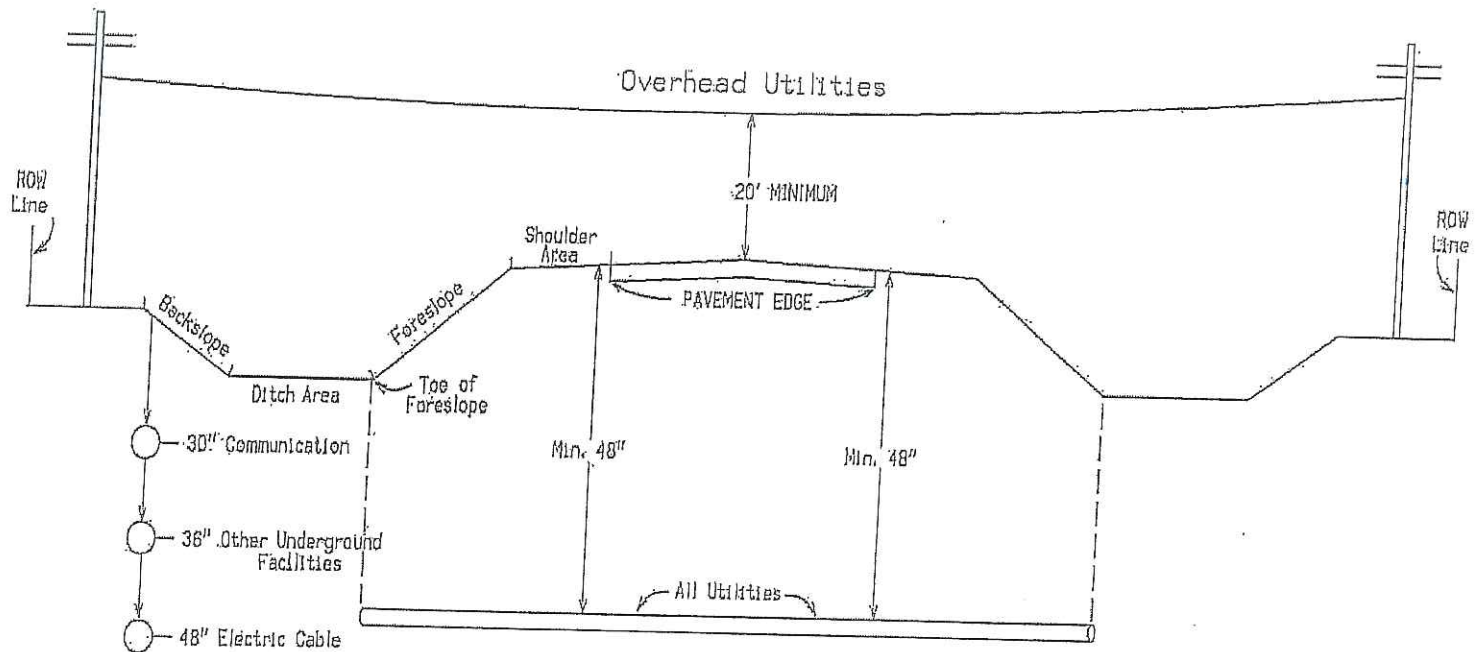 Overhead Utilities
ROW
Line
20' MINIMUM
ROW
Line
Shoulder
Area
PAVEMENT EDGE
Backslope
Foreslope
Ditch Area
Toe of
Foreslope
30" Communication
Min. 48"
Min. 48"
36" Other Underground
Facilities
All Utilities
48" Electric Cable